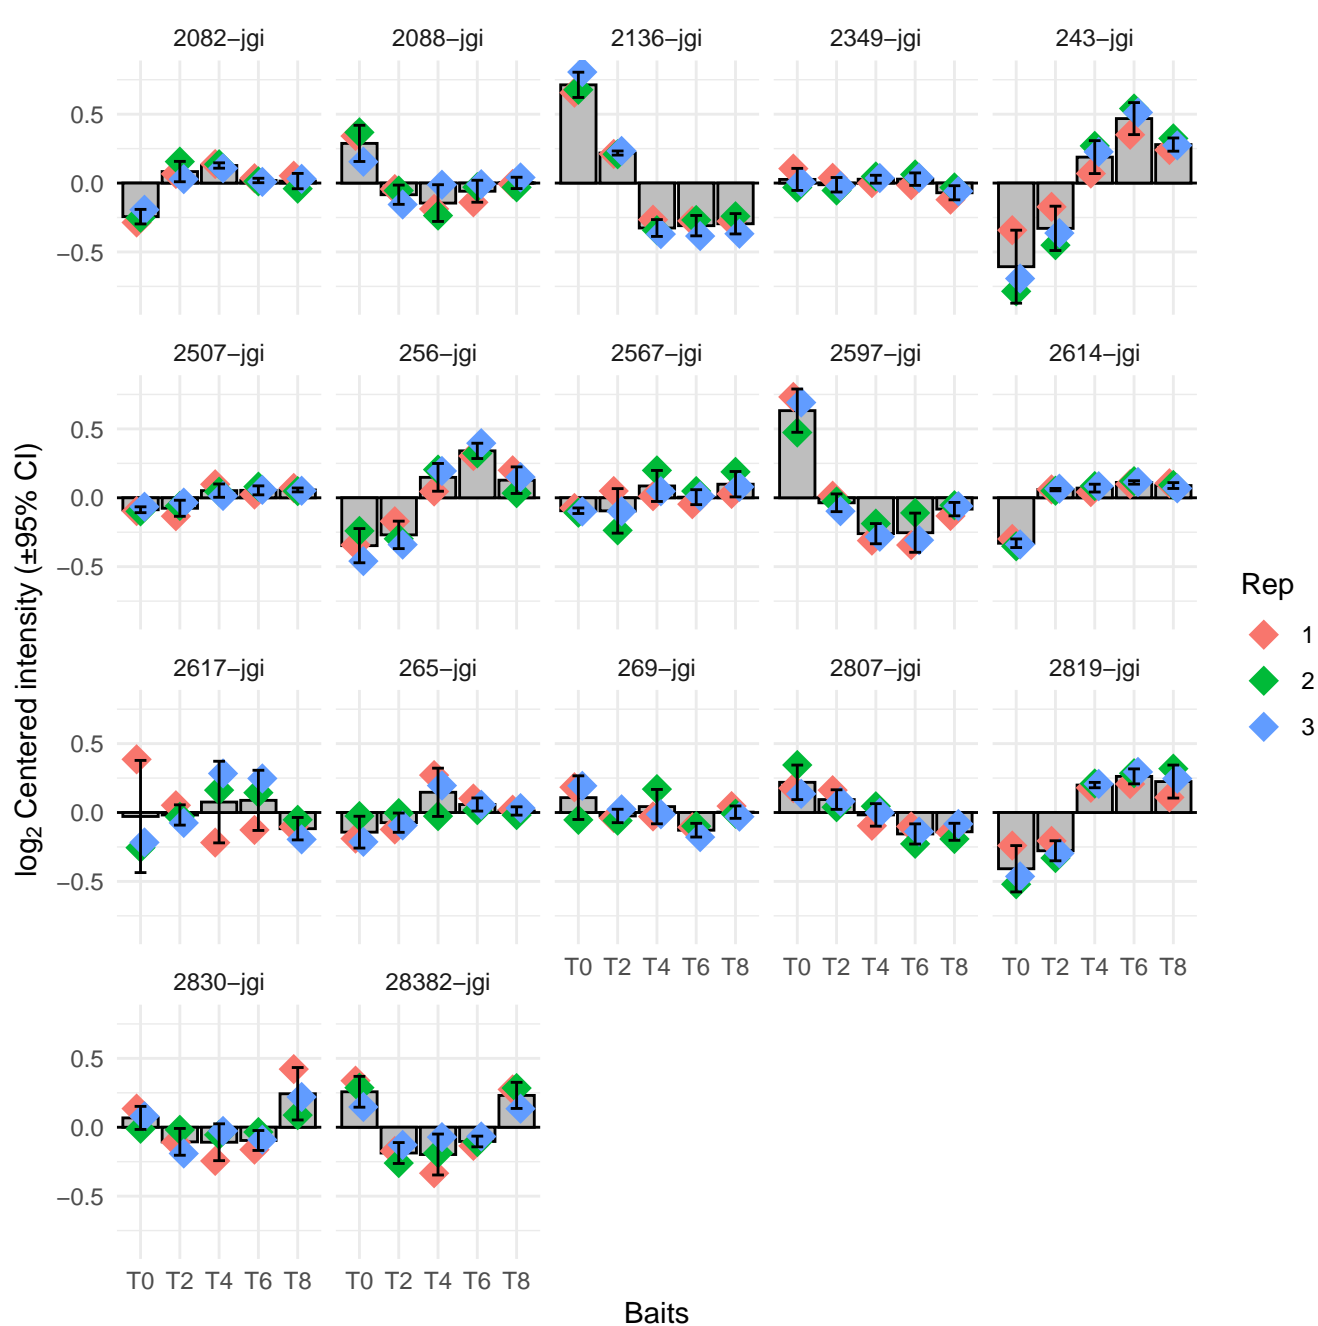 2082−jgi 2088−jgi 2136−jgi 2349−jgi 243−jgi
0.5
0.0
−0.5
2507−jgi 256−jgi 2567−jgi 2597−jgi 2614−jgi
0.5
0.0
−0.5
log2 Centered intensity (±95% CI)
Rep
1
2
3
2617−jgi 265−jgi 269−jgi 2807−jgi 2819−jgi
0.5
0.0
−0.5
T0 T2 T4 T6 T8 T0 T2 T4 T6 T8 T0 T2 T4 T6 T8
2830−jgi 28382−jgi
0.5
0.0
−0.5
T0 T2 T4 T6 T8 T0 T2 T4 T6 T8
Baits